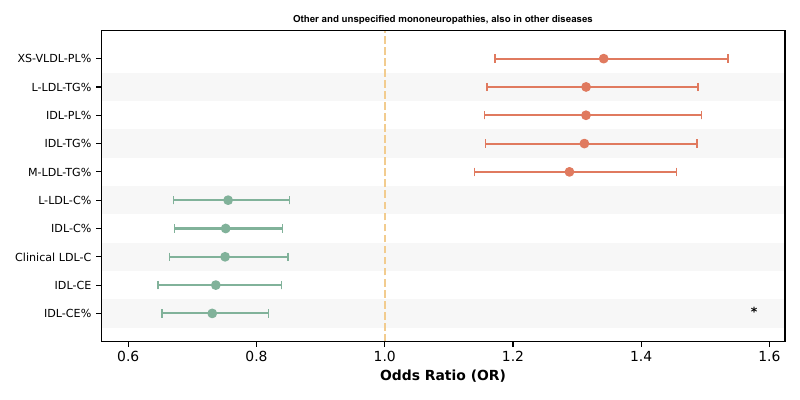 Other and unspecified mononeuropathies, also in other diseases
XS-VLDL-PL%
L-LDL-TG%
IDL-PL%
IDL-TG%
M-LDL-TG%
L-LDL-C%
IDL-C%
Clinical LDL-C
IDL-CE
IDL-CE%
*
0.6 0.8 1.0 1.2 1.4 1.6
Odds Ratio (OR)